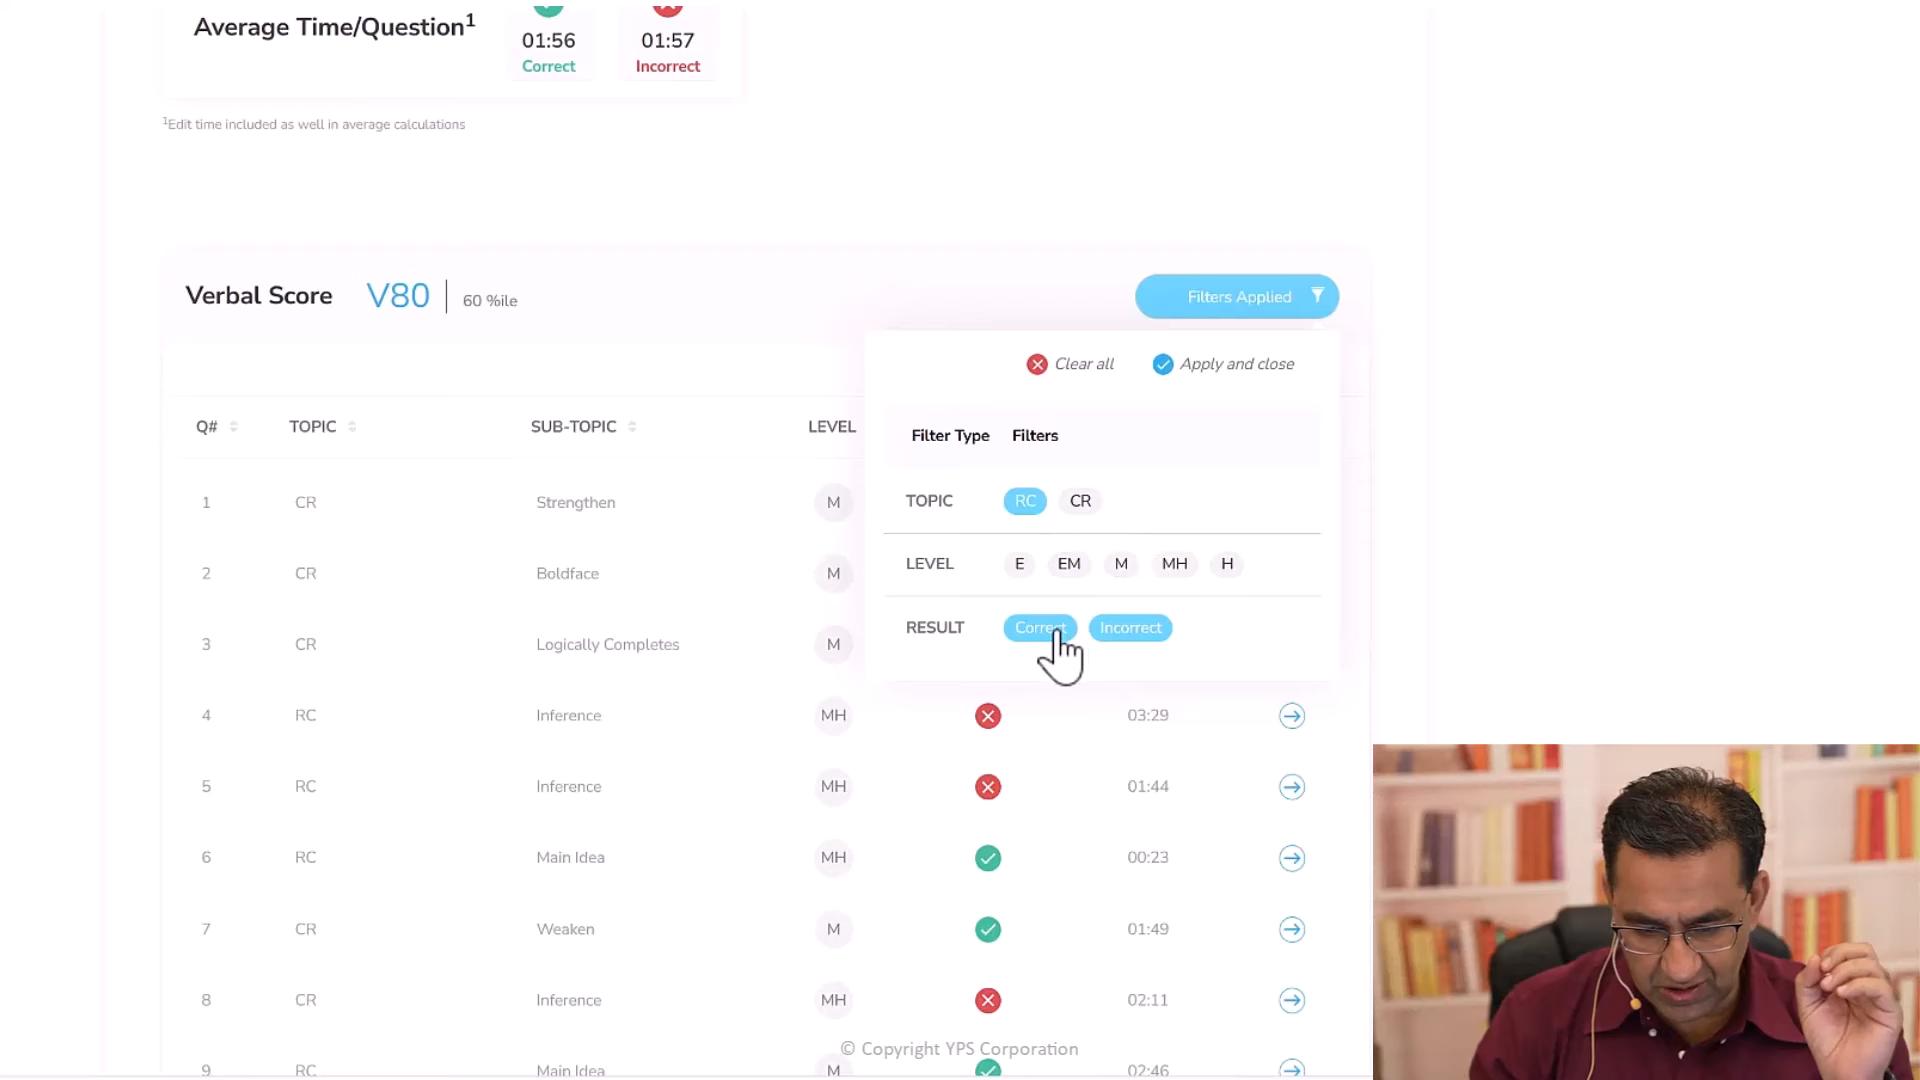 Average Time/Question¹
01:56
01:57
Correct
Incorrect
¹Edit time included as well in average calculations
Verbal Score V80 60 %ile
Filters Applied
Clear all
Apply and close
Q# TOPIC SUB-TOPIC LEVEL
Filter Type Filters
TOPIC RC CR
LEVEL E EM M MH H
RESULT Correct Incorrect
1 CR Strengthen M
2 CR Boldface M
3 CR Logically Completes M
4 RC Inference MH 03:29
5 RC Inference MH 01:44
6 RC Main Idea MH 00:23
7 CR Weaken M 01:49
8 CR Inference MH 02:11
© Copyright YPS Corporation
9 RC Main Idea M 02:46